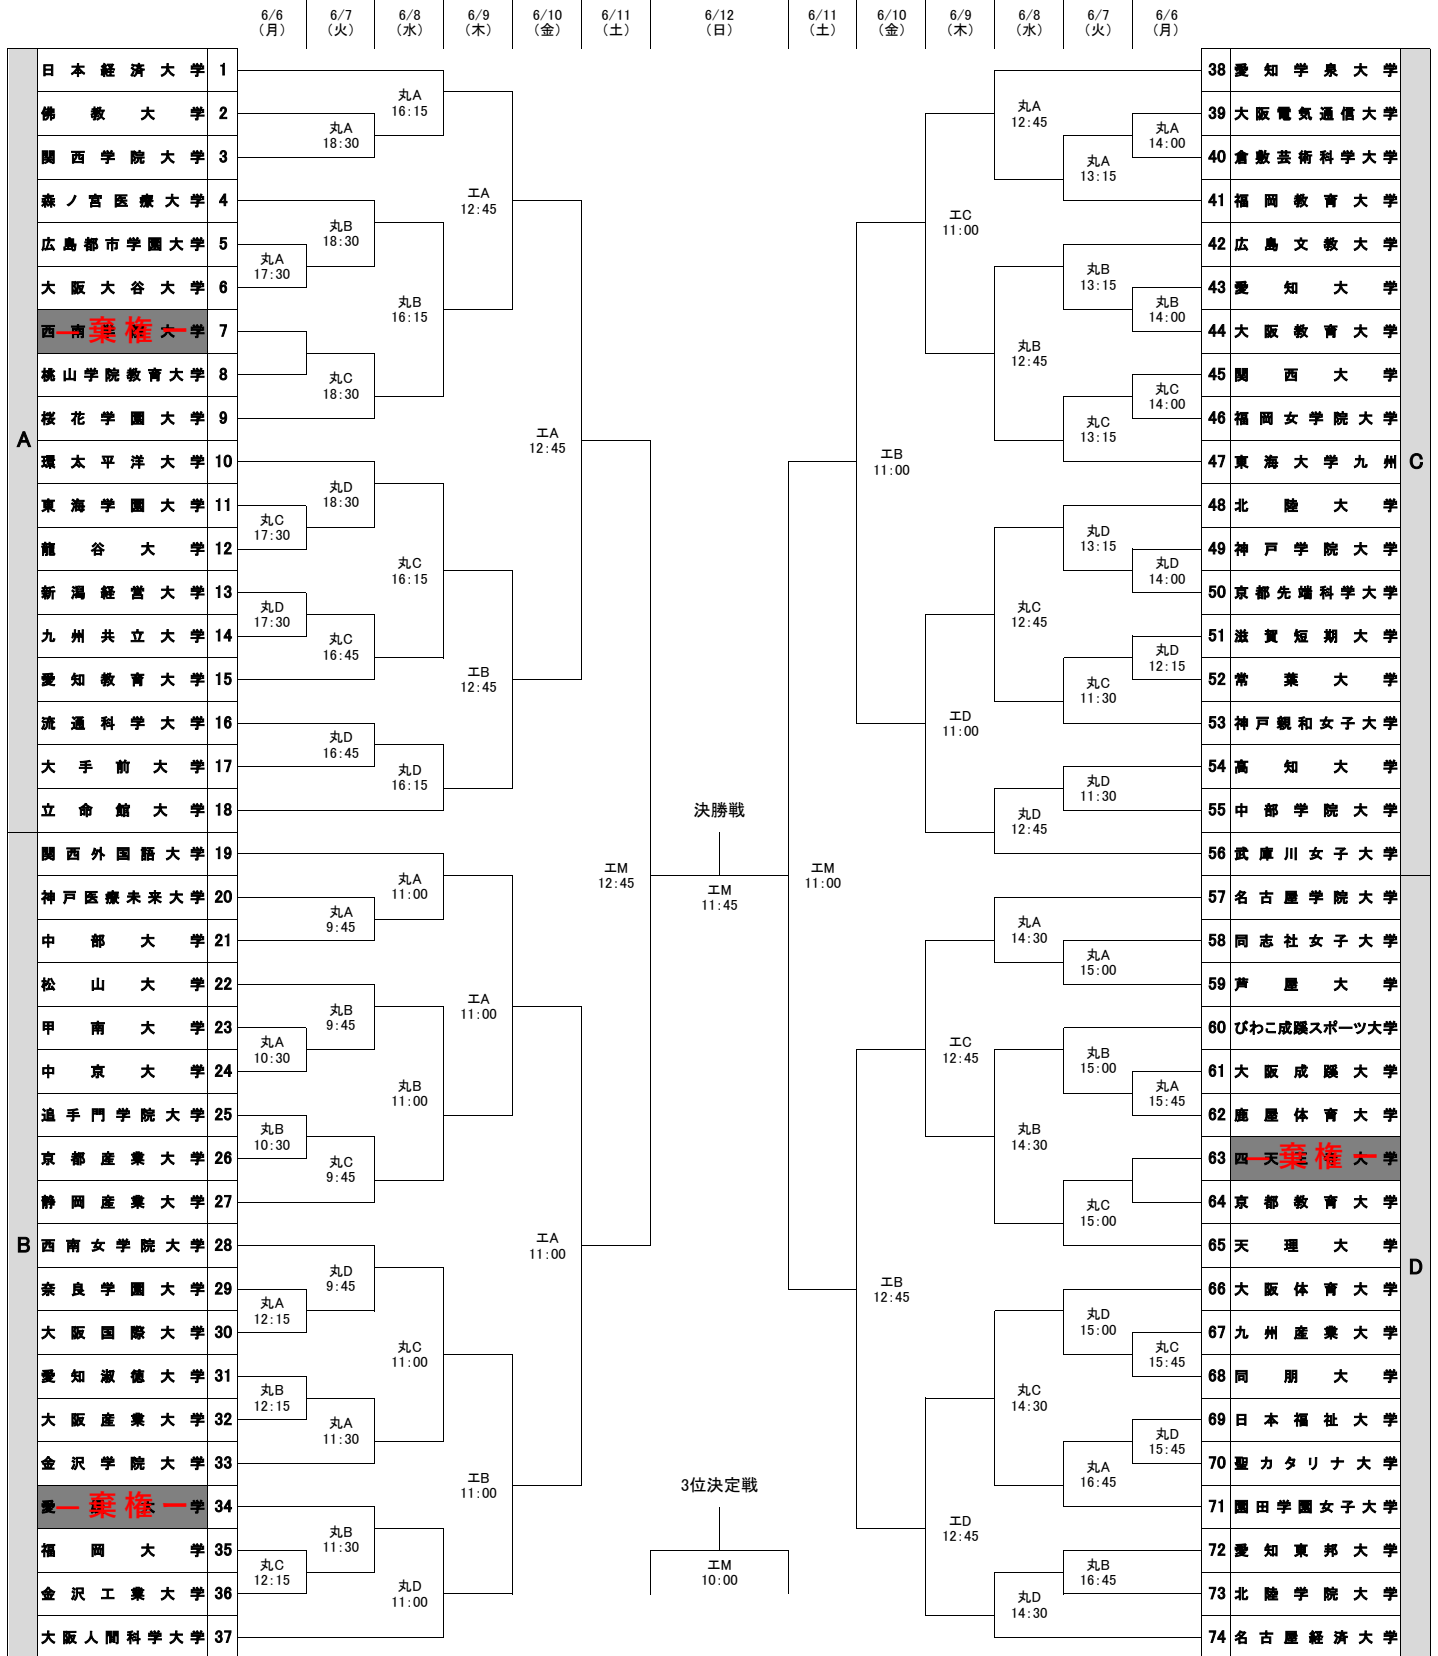 6/6 6/7 6/8 6/9 6/10 6/11 6/12 6/11 6/10 6/9 6/8 6/7 6/6
（月） （火） （水） （木） （金） （土） （日） （土） （金） （木） （水） （火） （月）
A
日本経済大学 1
佛教大学 2
関西学院大学 3
森ノ宮医療大学 4
広島都市学園大学 5
大阪大谷大学 6
西南 大学 7
―棄権―
桃山学院教育大学 8
桜花学園大学 9
環太平洋大学 10
東海学園大学 11
龍谷大学 12
新潟経営大学 13
九州共立大学 14
愛知教育大学 15
流通科学大学 16
大手前大学 17
立命館大学 18
B
関西外国語大学 19
神戸医療未来大学 20
中部大学 21
松山大学 22
甲南大学 23
中京大学 24
追手門学院大学 25
京都産業大学 26
静岡産業大学 27
西南女学院大学 28
奈良学園大学 29
大阪国際大学 30
愛知淑徳大学 31
大阪産業大学 32
金沢学院大学 33
愛 大学 34
―棄権―
福岡大学 35
金沢工業大学 36
大阪人間科学大学 37
丸A
17:30
丸C
17:30
丸D
17:30
丸A
10:30
丸B
10:30
丸A
12:15
丸B
12:15
丸C
12:15
丸A
18:30
丸B
18:30
丸C
18:30
丸D
18:30
丸C
16:45
丸D
16:45
丸A
9:45
丸B
9:45
丸C
9:45
丸D
9:45
丸A
11:30
丸B
11:30
丸A
16:15
丸B
16:15
丸C
16:15
丸D
16:15
丸A
11:00
丸B
11:00
丸C
11:00
丸D
11:00
エA
12:45
エB
12:45
エA
11:00
エB
11:00
エA
12:45
エA
11:00
エM
12:45
決勝戦
エM
11:45
3位決定戦
エM
10:00
エM
11:00
エB
11:00
エB
12:45
エC
11:00
エD
11:00
エC
12:45
エD
12:45
丸A
12:45
丸B
12:45
丸C
12:45
丸D
12:45
丸A
14:30
丸B
14:30
丸C
14:30
丸D
14:30
丸A
13:15
丸B
13:15
丸C
13:15
丸D
13:15
丸C
11:30
丸D
11:30
丸A
15:00
丸B
15:00
丸C
15:00
丸D
15:00
丸A
16:45
丸B
16:45
丸A
14:00
丸B
14:00
丸C
14:00
丸D
14:00
丸D
12:15
丸A
15:45
丸C
15:45
丸D
15:45
38 愛知学泉大学
39 大阪電気通信大学
40 倉敷芸術科学大学
41 福岡教育大学
42 広島文教大学
43 愛知大学
44 大阪教育大学
45 関西大学
46 福岡女学院大学
47 東海大学九州
48 北陸大学
49 神戸学院大学
50 京都先端科学大学
51 滋賀短期大学
52 常葉大学
53 神戸親和女子大学
54 高知大学
55 中部学院大学
56 武庫川女子大学
C
57 名古屋学院大学
58 同志社女子大学
59 芦屋大学
60 びわこ成蹊スポーツ大学
61 大阪成蹊大学
62 鹿屋体育大学
63 四天王 大学
―棄権―
64 京都教育大学
65 天理大学
66 大阪体育大学
67 九州産業大学
68 同朋大学
69 日本福祉大学
70 聖カタリナ大学
71 園田学園女子大学
72 愛知東邦大学
73 北陸学院大学
74 名古屋経済大学
D